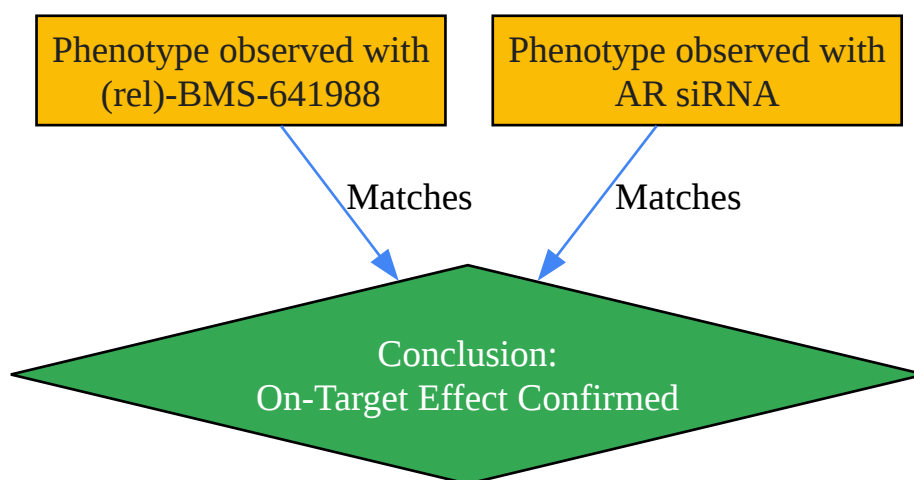 Phenotype observed with
(rel)-BMS-641988
Phenotype observed with
AR siRNA
Matches
Matches
Conclusion:
On-Target Effect Confirmed